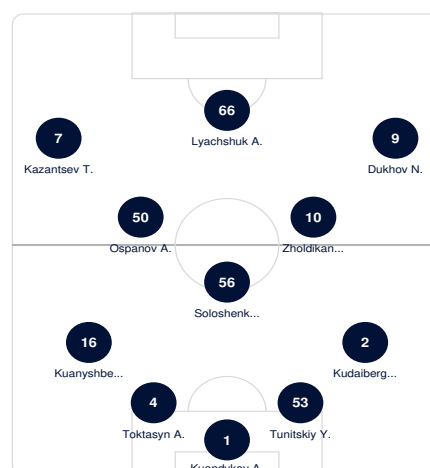 66
Lyachshuk A.
7
Kazantsev T.
9
Dukhov N.
50
Ospanov A.
10
Zholdikan...
56
Soloshenk...
16
Kuanyshbe...
2
Kudaiberg...
4
Toktasyn A.
53
Tunitskiy Y.
1
Kuandykov A.